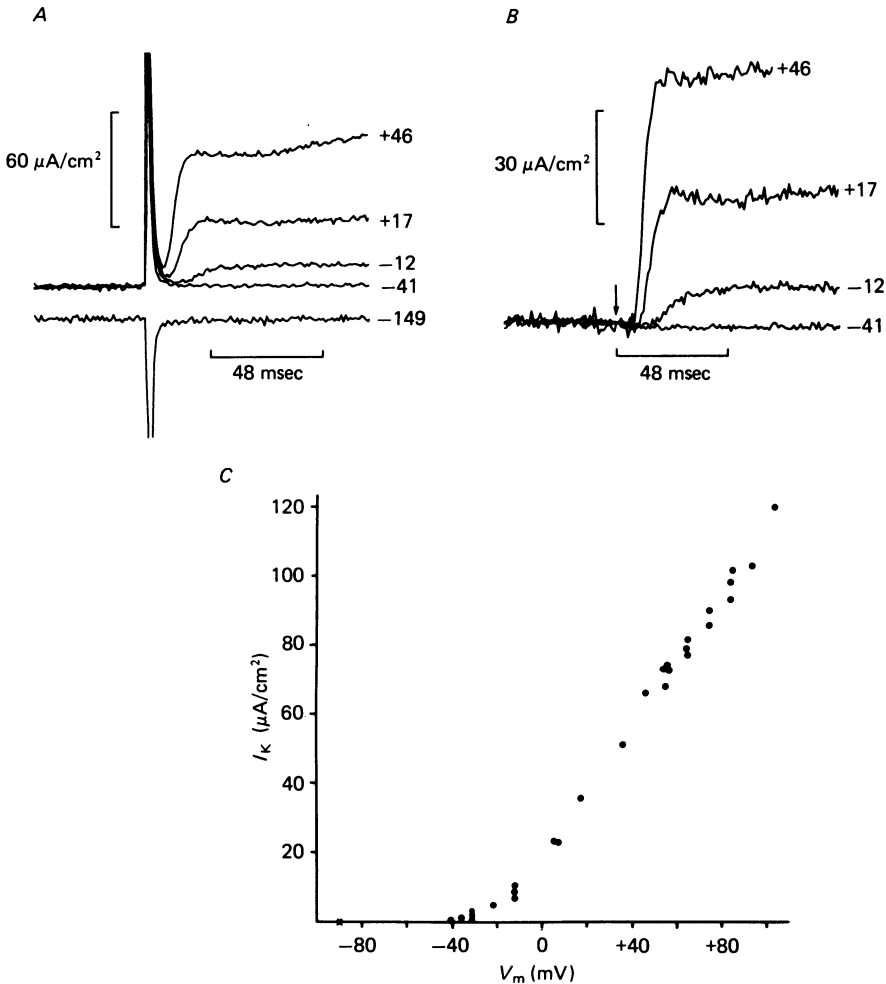 A
B
60 μA/cm²
+46
+17
−12
−41
−149
48 msec
30 μA/cm²
+46
+17
−12
−41
48 msec
C
I_K (μA/cm²)
120
100
80
60
40
20
−80
−40
0
+40
+80
V_m (mV)